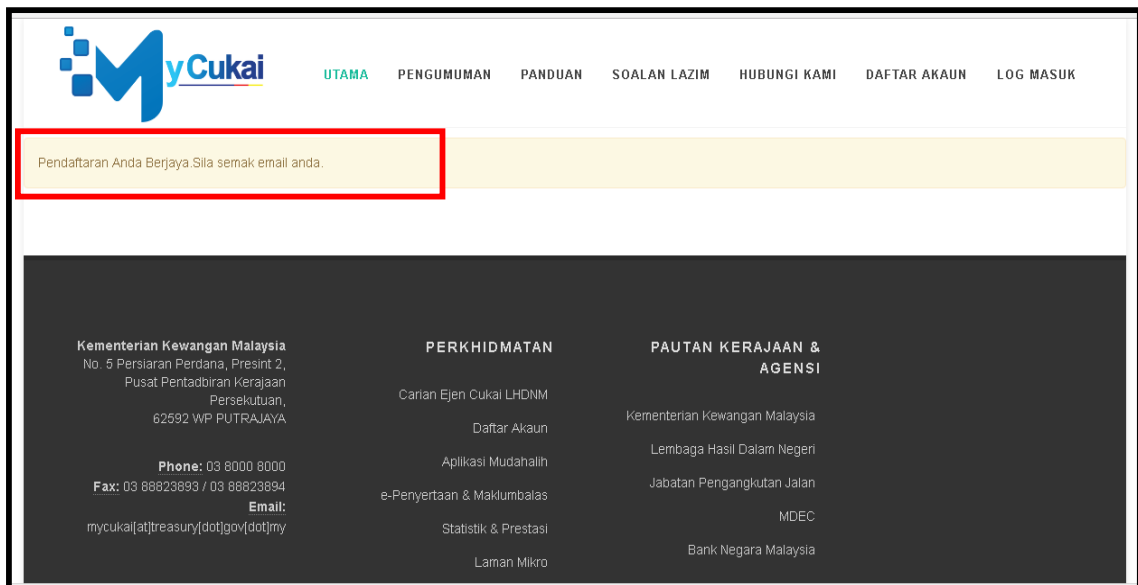 MyCukai
UTAMA PENGUMUMAN PANDUAN SOALAN LAZIM HUBUNGI KAMI DAFTAR AKAUN LOG MASUK
Pendaftaran Anda Berjaya.Sila semak email anda.
Kementerian Kewangan Malaysia
No. 5 Persiaran Perdana, Presint 2,
Pusat Pentadbiran Kerajaan
Persekutuan,
62592 WP PUTRAJAYA
Phone: 03 8000 8000
Fax: 03 88823893 / 03 88823894
Email:
mycukai[at]treasury[dot]gov[dot]my
PERKHIDMATAN
Carian Ejen Cukai LHDNM
Daftar Akaun
Aplikasi Mudahalih
e-Penyertaan & Maklumbalas
Statistik & Prestasi
Laman Mikro
PAUTAN KERAJAAN &
AGENSI
Kementerian Kewangan Malaysia
Lembaga Hasil Dalam Negeri
Jabatan Pengangkutan Jalan
MDEC
Bank Negara Malaysia